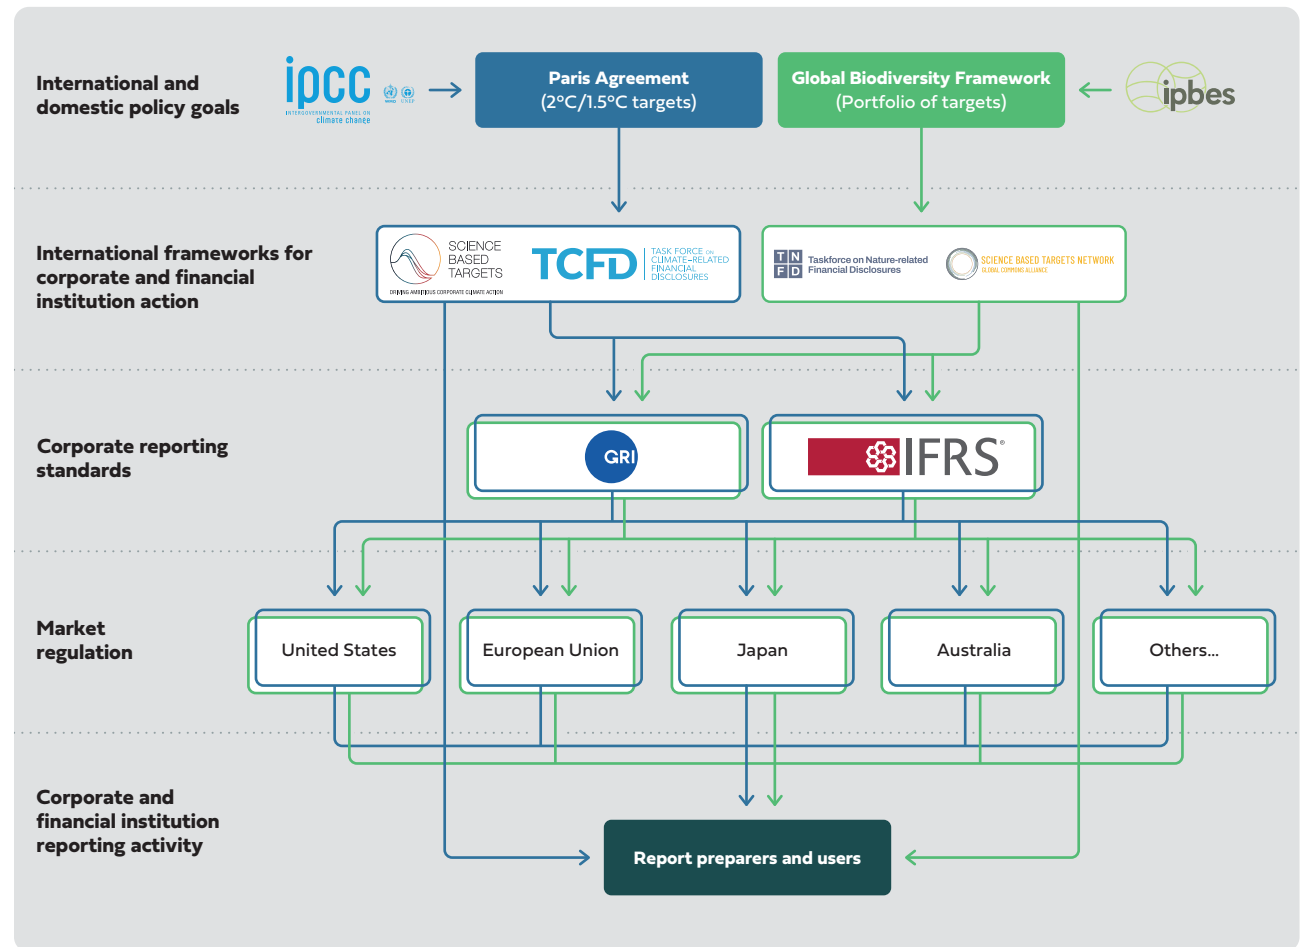 International and
domestic policy goals
ipcc
INTERGOVERNMENTAL PANEL ON
climate change
Paris Agreement
(2°C/1.5°C targets)
Global Biodiversity Framework
(Portfolio of targets)
ipbes
International frameworks for
corporate and financial
institution action
SCIENCE
BASED
TARGETS
DRIVING AMBITIOUS CORPORATE CLIMATE ACTION
TCFD
TASK FORCE ON
CLIMATE-RELATED
FINANCIAL
DISCLOSURES
TN
FD
Taskforce on Nature-related
Financial Disclosures
SCIENCE BASED TARGETS NETWORK
GLOBAL COMMONS ALLIANCE
Corporate reporting
standards
GRI
IFRS®
Market
regulation
United States
European Union
Japan
Australia
Others...
Corporate and
financial institution
reporting activity
Report preparers and users